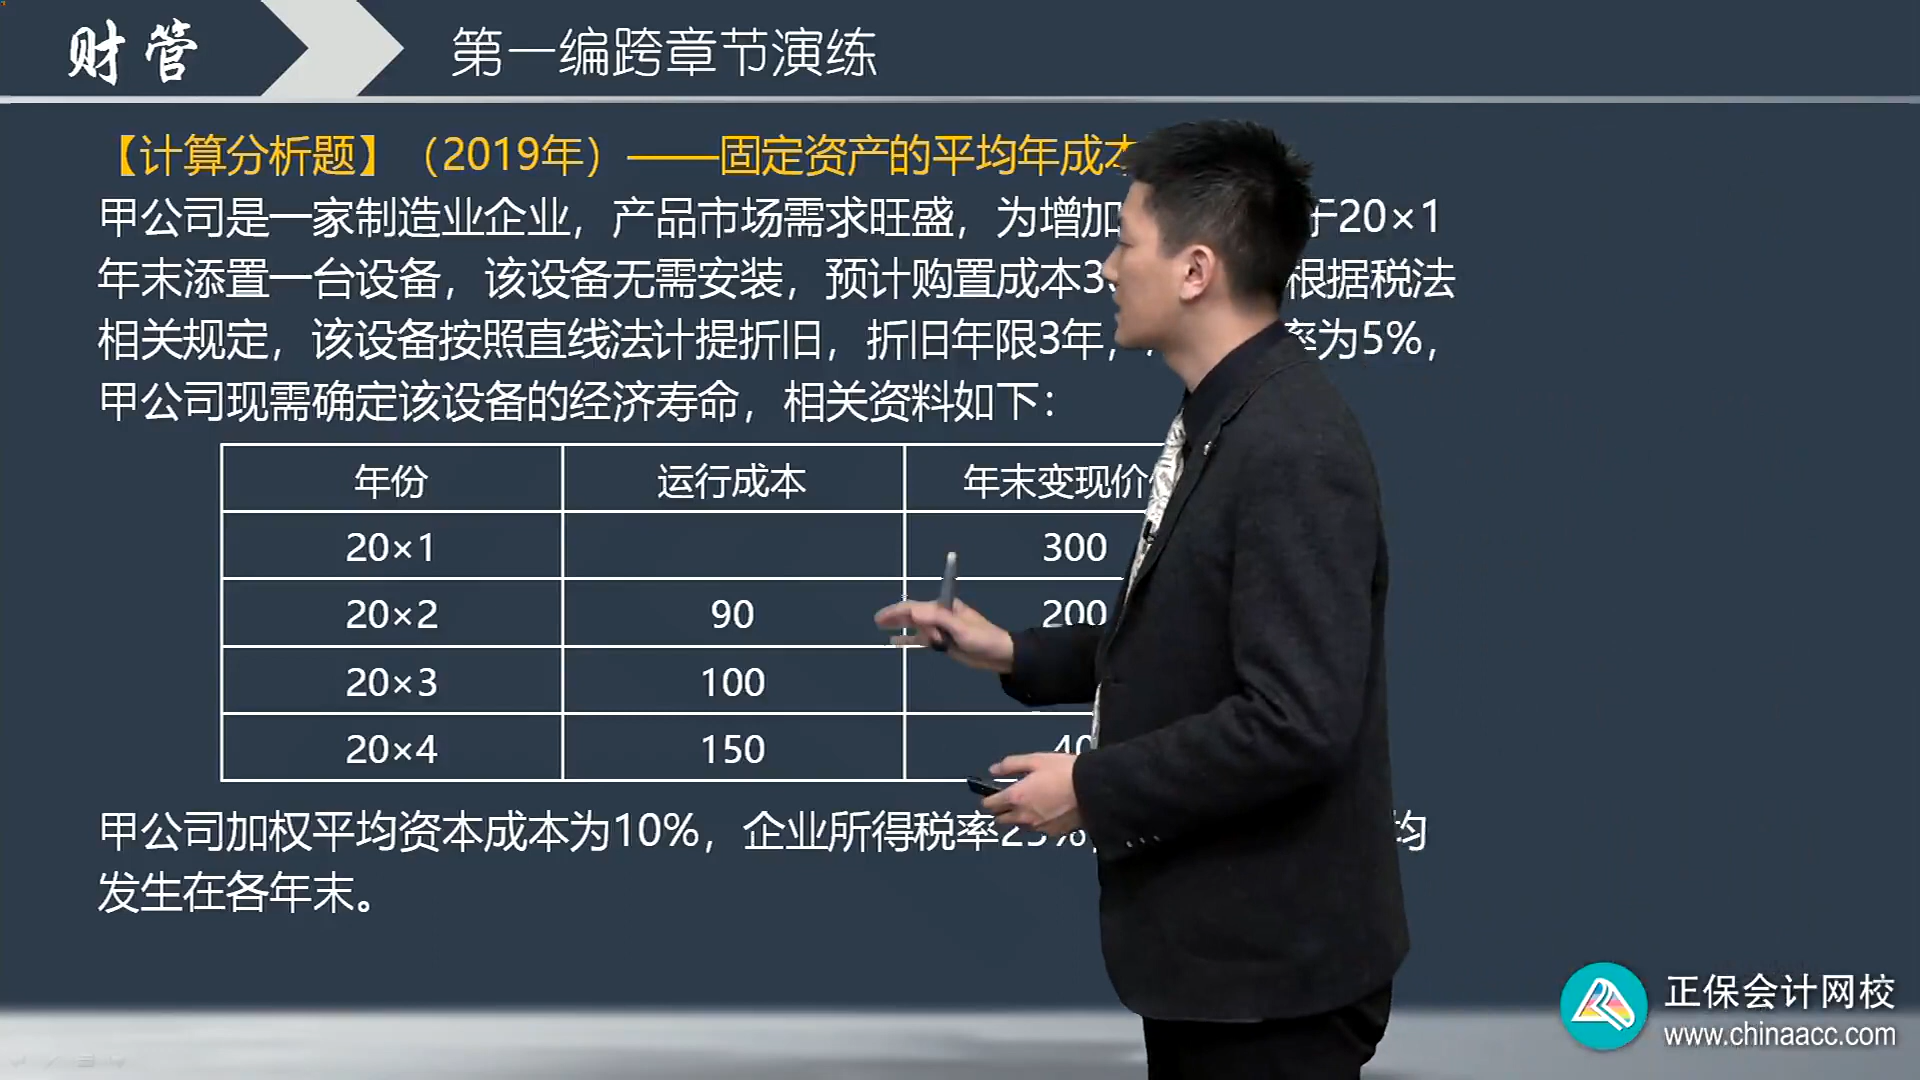 财管
第一编跨章节演练
【计算分析题】（2019年）——固定资产的平均年成本
甲公司是一家制造业企业，产品市场需求旺盛，为增加 于20×1
年末添置一台设备，该设备无需安装，预计购置成本3 根据税法
相关规定，该设备按照直线法计提折旧，折旧年限3年， 率为5%，
甲公司现需确定该设备的经济寿命，相关资料如下：
年份 运行成本 年末变现价
20×1 300
20×2 90 200
20×3 100
20×4 150 40
甲公司加权平均资本成本为10%，企业所得税率25% 均
发生在各年末。
正保会计网校
www.chinaacc.com